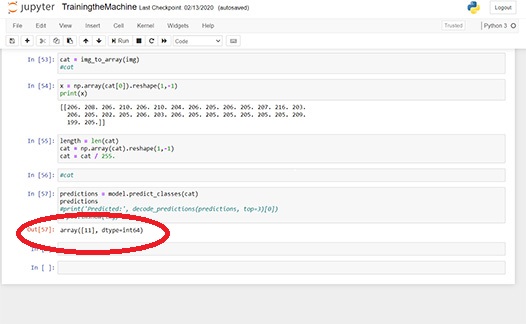 jupyter TrainingtheMachine Last Checkpoint: 02/13/2020 (autosaved)
Logout
File Edit View Insert Cell Kernel Widgets Help
Trusted
Python 3
Run
Code
In [53]: cat = img_to_array(img)
#cat
In [54]: x = np.array(cat[0]).reshape(1,-1)
print(x)
[[206. 208. 206. 210. 206. 210. 204. 206. 205. 206. 205. 207. 216. 203.
206. 205. 202. 205. 206. 206. 203. 206. 205. 205. 205. 205. 205. 209.
199. 205.]]
In [55]: length = len(cat)
cat = np.array(cat).reshape(1,-1)
cat = cat / 255.
In [56]: #cat
In [57]: predictions = model.predict_classes(cat)
predictions
#print('Predicted:', decode_predictions(predictions, top=3)[0])
Out[57]: array([11], dtype=int64)
In [ ]: